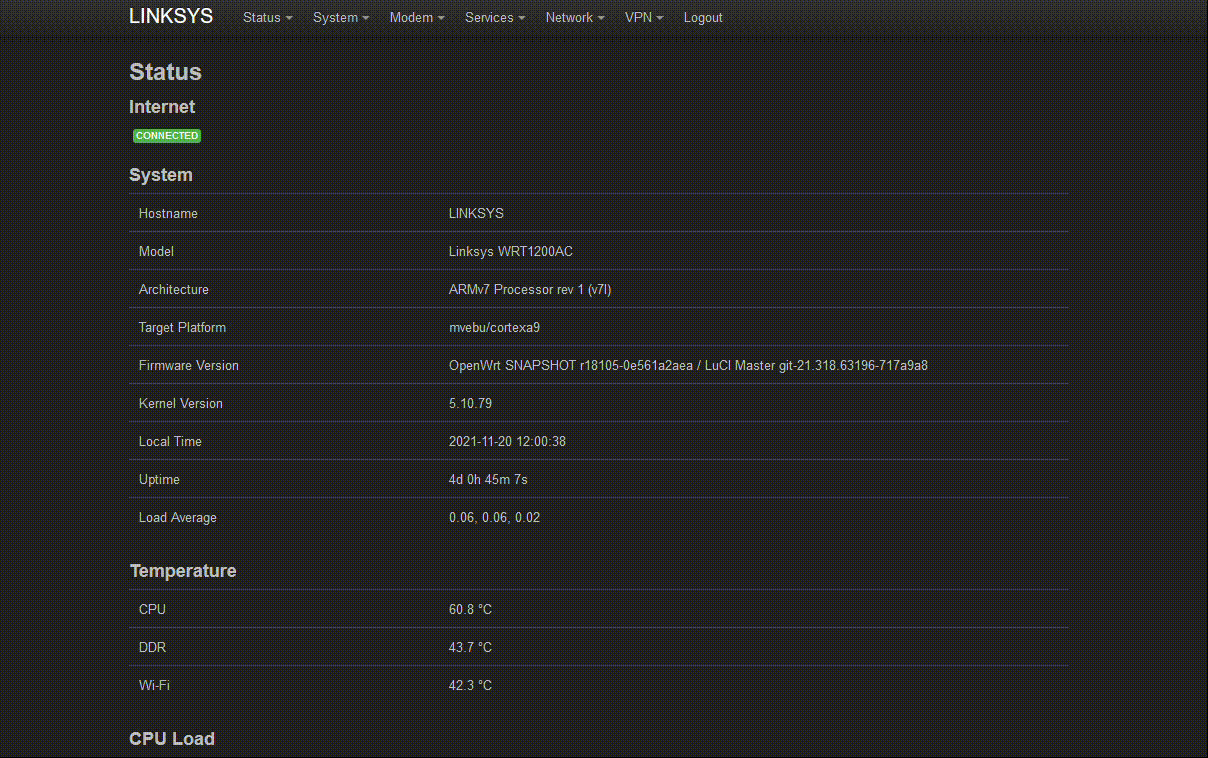 LINKSYS Status System Modem Services Network VPN Logout
Status
Internet
CONNECTED
System
Hostname LINKSYS
Model Linksys WRT1200AC
Architecture ARMv7 Processor rev 1 (v7l)
Target Platform mvebu/cortexa9
Firmware Version OpenWrt SNAPSHOT r18105-0e561a2aea / LuCI Master git-21.318.63196-717a9a8
Kernel Version 5.10.79
Local Time 2021-11-20 12:00:38
Uptime 4d 0h 45m 7s
Load Average 0.06, 0.06, 0.02
Temperature
CPU 60.8 °C
DDR 43.7 °C
Wi-Fi 42.3 °C
CPU Load